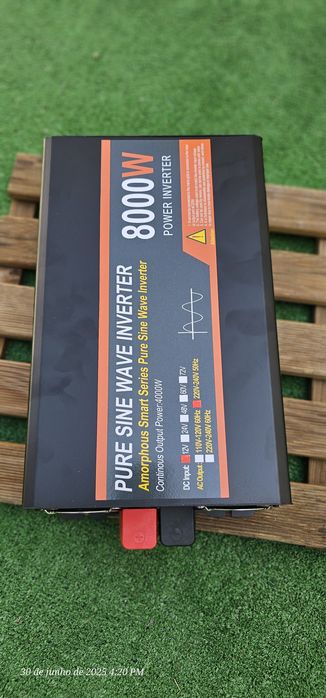 PURE SINE WAVE INVERTER
Amorphous Smart Series Pure Sine Wave Inverter
Continous Output Power:4000W
8000W
POWER INVERTER
DC Input: 12V 24V 48V 60V 72V
AC Output: 110V-120V 60Hz 220V-240V 50Hz
220V-240V 60Hz
30 de junho de 2025 4:20 PM